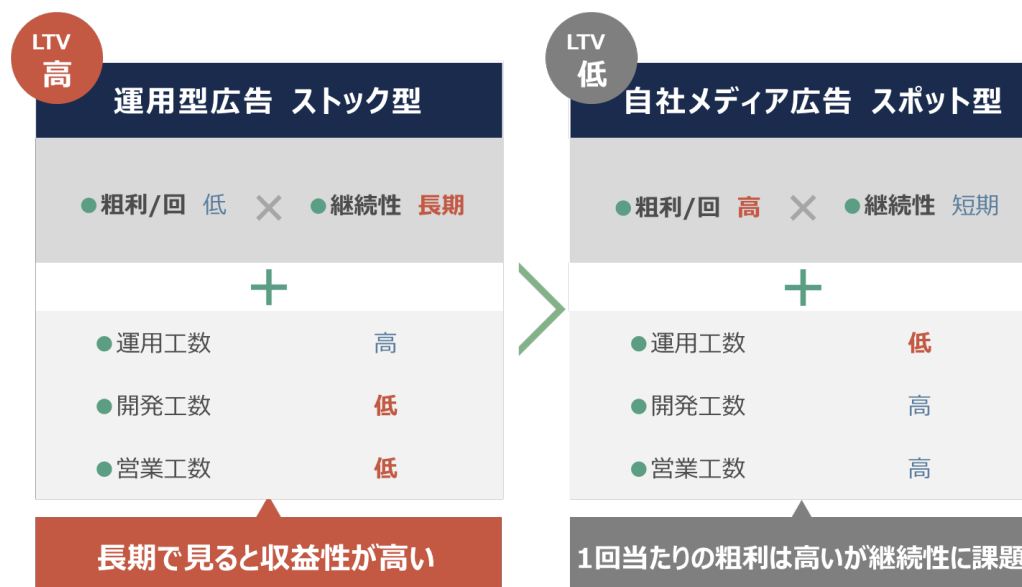 LTV
高
運用型広告 ストック型
●粗利/回 低 × ●継続性 長期
+
●運用工数 高
●開発工数 低
●営業工数 低
長期で見ると収益性が高い
LTV
低
自社メディア広告 スポット型
●粗利/回 高 × ●継続性 短期
+
●運用工数 低
●開発工数 高
●営業工数 高
1回当たりの粗利は高いが継続性に課題